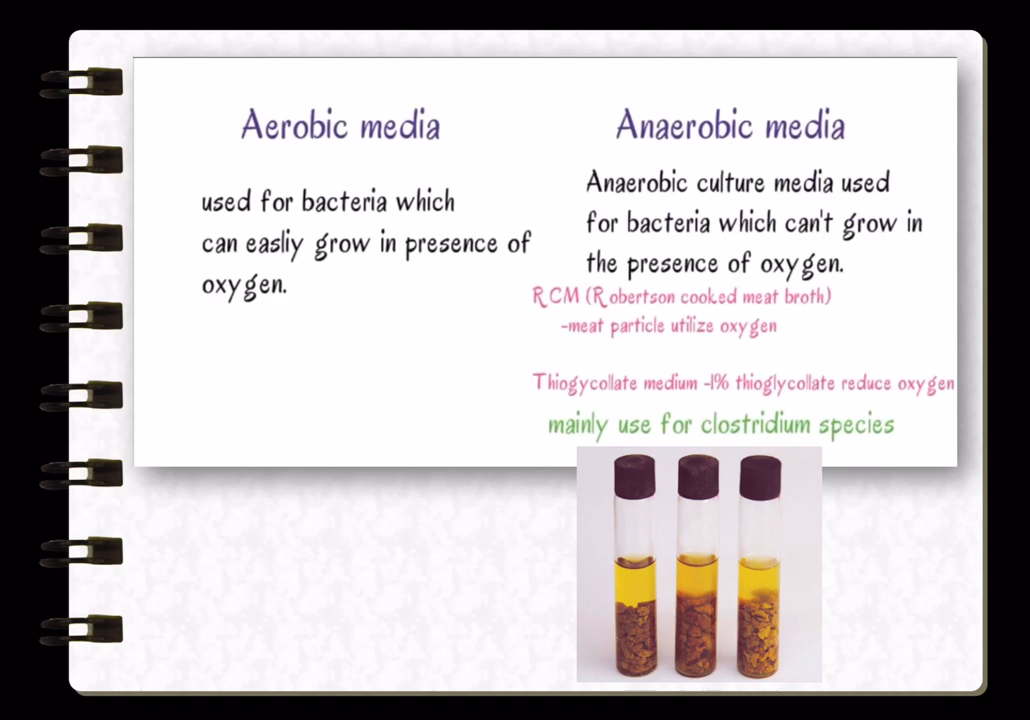 Aerobic media
used for bacteria which
can easliy grow in presence of
oxygen.
Anaerobic media
Anaerobic culture media used
for bacteria which can't grow in
the presence of oxygen.
RCM (Robertson cooked meat broth)
-meat particle utilize oxygen
Thiogycollate medium -1% thioglycollate reduce oxygen
mainly use for clostridium species